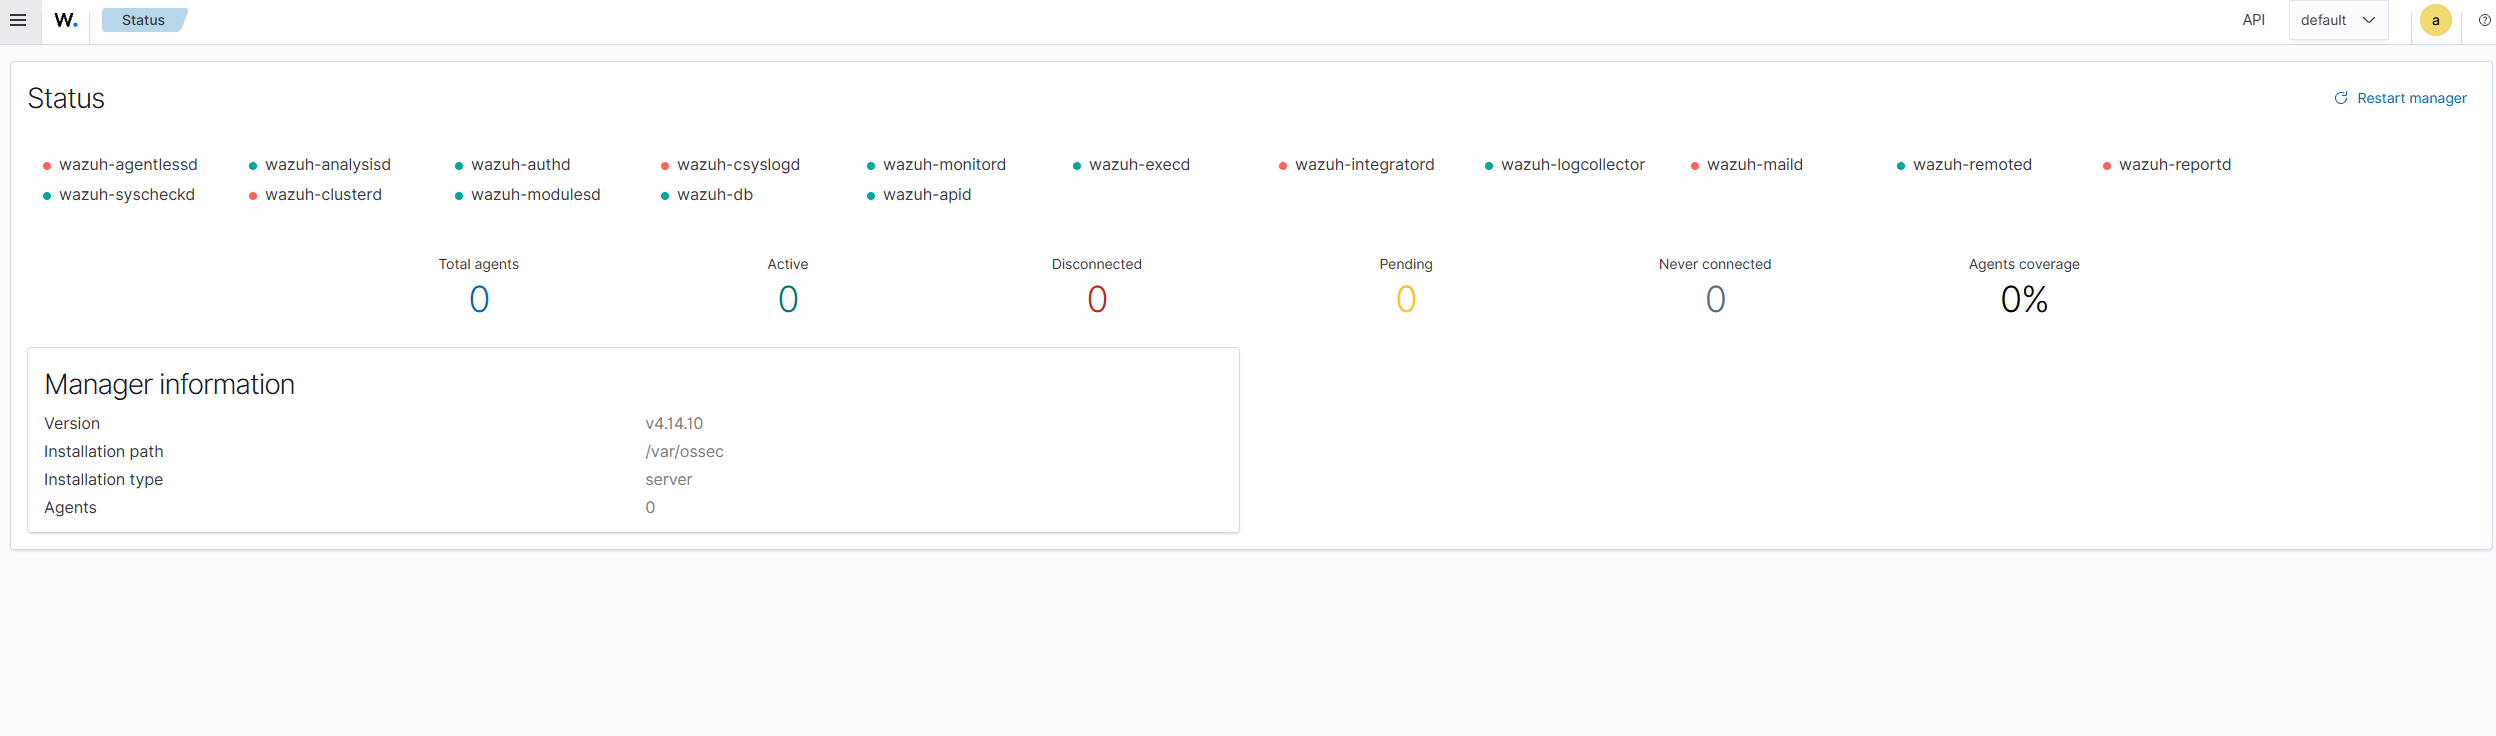 W. Status API default a ?
Status Restart manager
wazuh-agentlessd wazuh-analysisd wazuh-authd wazuh-csyslogd wazuh-monitord wazuh-execd wazuh-integratord wazuh-logcollector wazuh-maild wazuh-remoted wazuh-reportd
wazuh-syscheckd wazuh-clusterd wazuh-modulesd wazuh-db wazuh-apid
Total agents Active Disconnected Pending Never connected Agents coverage
0 0 0 0 0 0%
Manager information
Version v4.14.10
Installation path /var/ossec
Installation type server
Agents 0